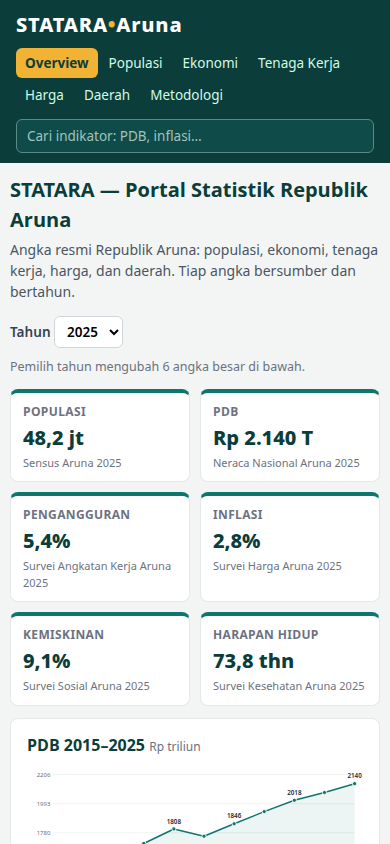 STATARA•Aruna
Overview Populasi Ekonomi Tenaga Kerja
Harga Daerah Metodologi
Cari indikator: PDB, inflasi...
STATARA — Portal Statistik Republik
Aruna
Angka resmi Republik Aruna: populasi, ekonomi, tenaga
kerja, harga, dan daerah. Tiap angka bersumber dan
bertahun.
Tahun 2025
Pemilih tahun mengubah 6 angka besar di bawah.
POPULASI
48,2 jt
Sensus Aruna 2025
PDB
Rp 2.140 T
Neraca Nasional Aruna 2025
PENGANGGURAN
5,4%
Survei Angkatan Kerja Aruna
2025
INFLASI
2,8%
Survei Harga Aruna 2025
KEMISKINAN
9,1%
Survei Sosial Aruna 2025
HARAPAN HIDUP
73,8 thn
Survei Kesehatan Aruna 2025
PDB 2015–2025 Rp triliun
2206
1993
1780
1808
1846
2018
2140